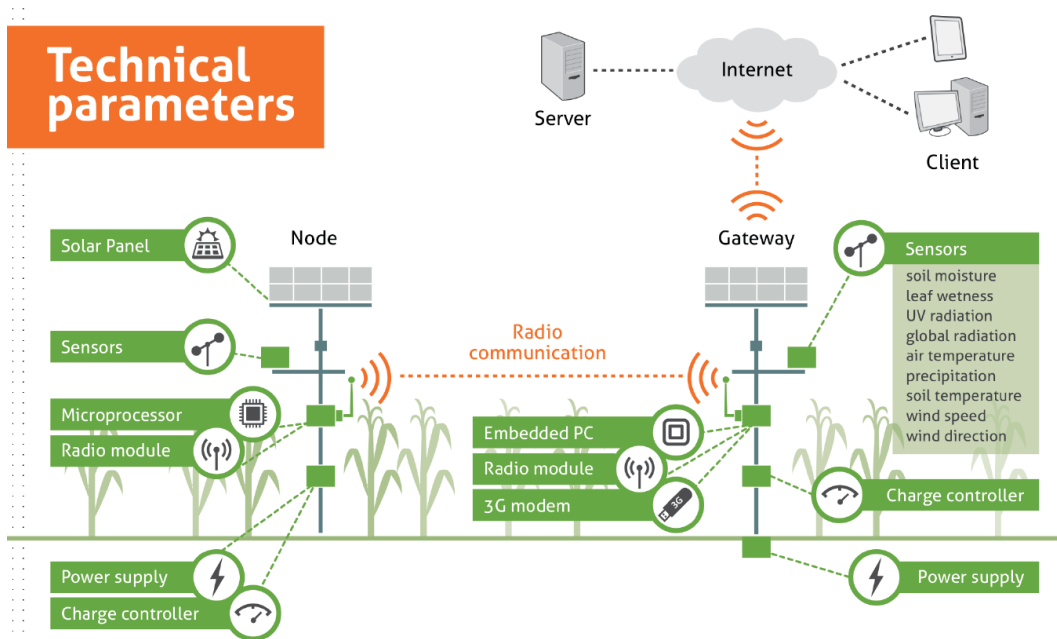 Technical
parameters
Server
Internet
Client
Solar Panel
Node
Gateway
Sensors
soil moisture
leaf wetness
UV radiation
global radiation
air temperature
precipitation
soil temperature
wind speed
wind direction
Sensors
Radio
communication
Microprocessor
Radio module
Embedded PC
Radio module
3G modem
3G
Charge controller
Power supply
Charge controller
Power supply